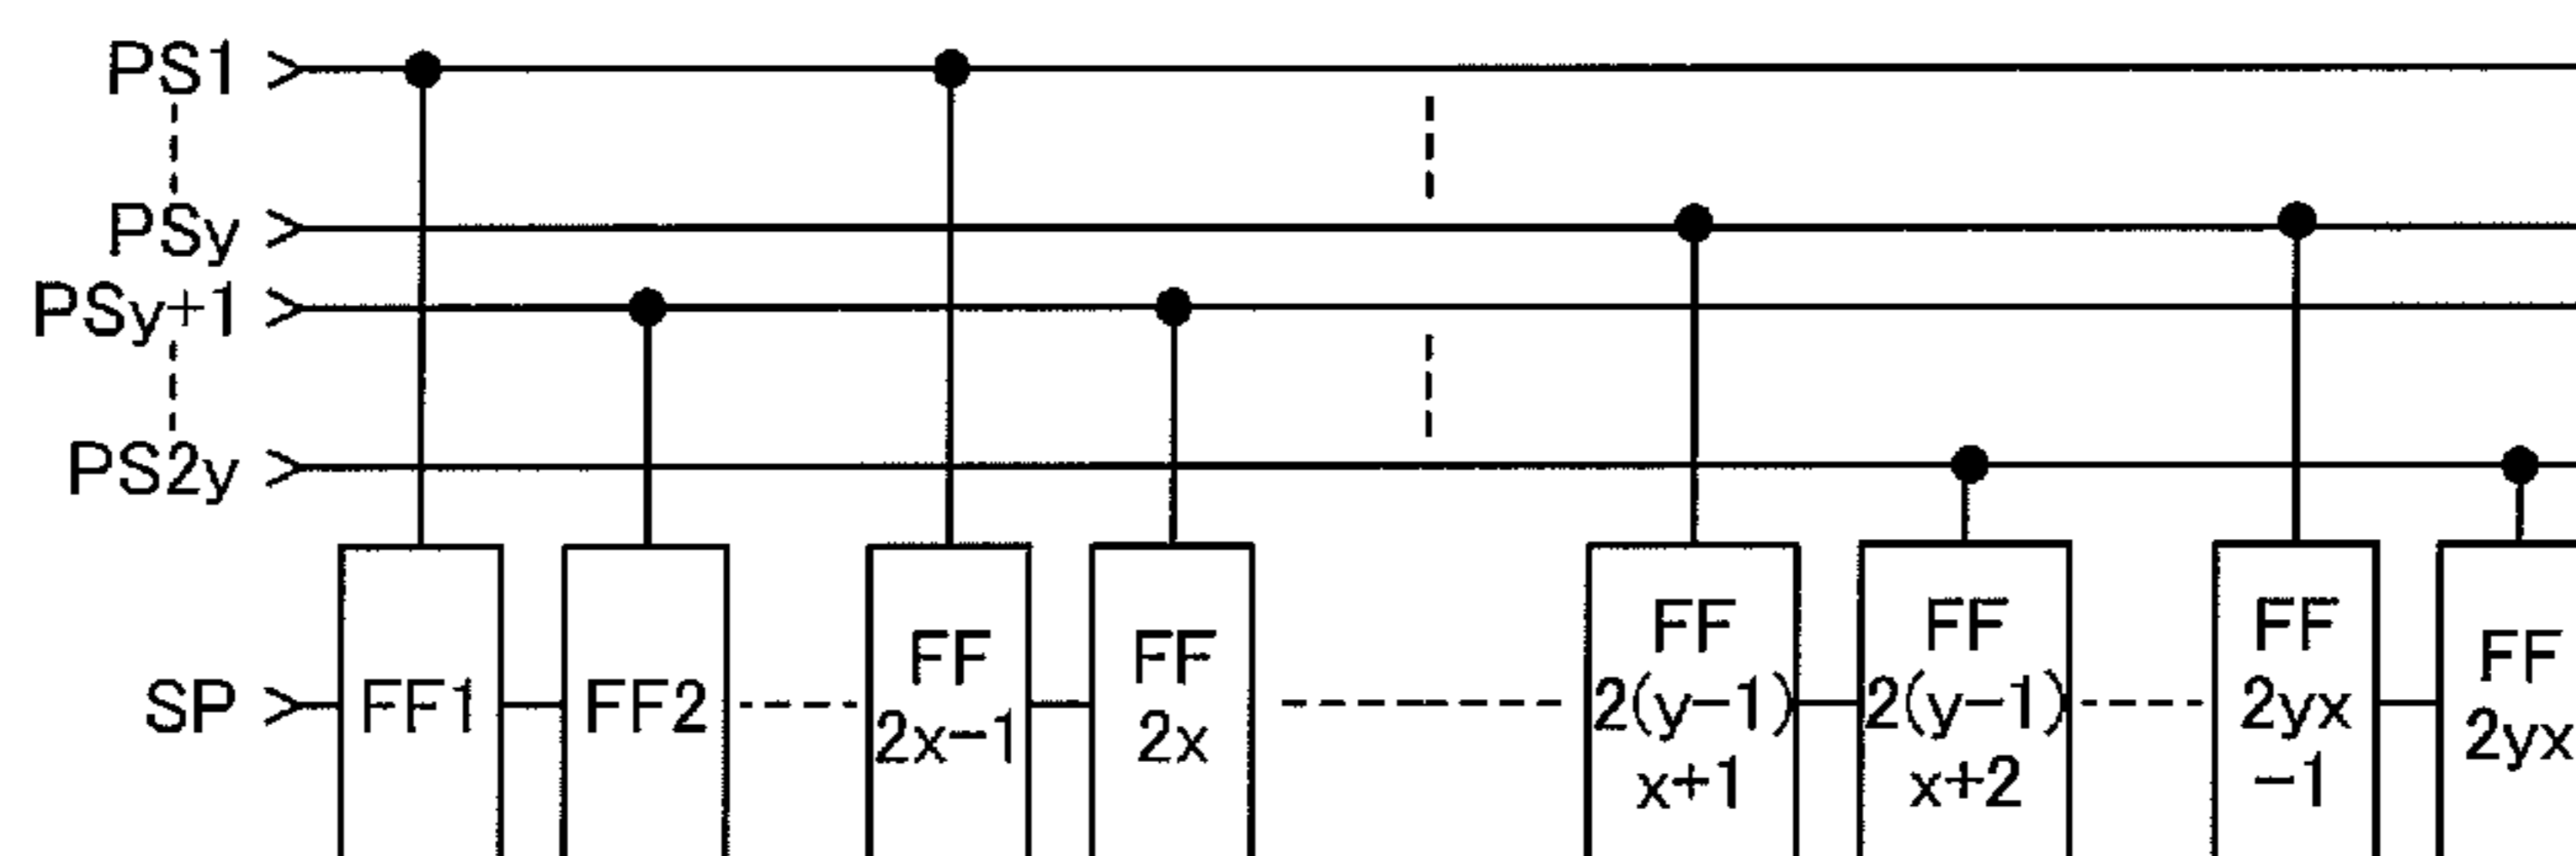 PS1
PSy
PSy+1
PS2y
SP
FF1
FF2
FF
2x-1
FF
2x
FF
2(y-1)
x+1
FF
2(y-1)
x+2
FF
2yx
-1
FF
2yx